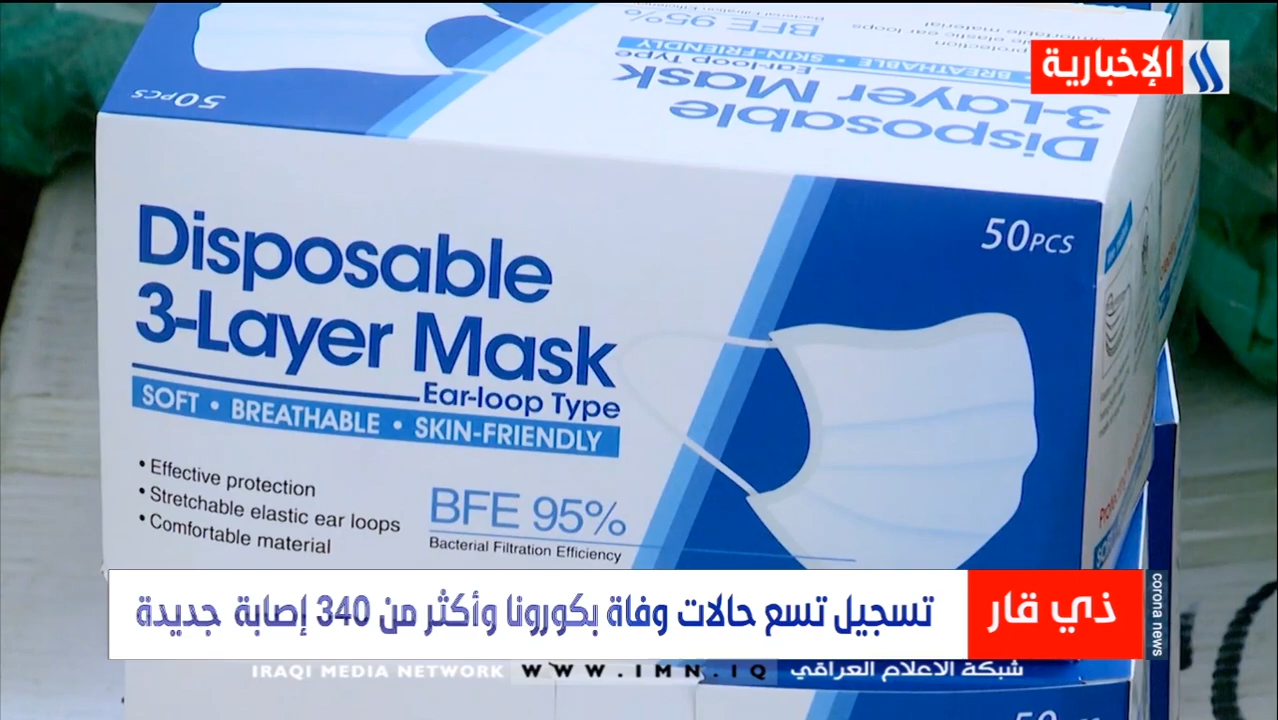 50PCS
BFE 95%
Bacterial Filtration Efficiency
BREATHABLE • SKIN-FRIENDLY
Ear-loop Type
Disposable
3-Layer Mask
الإخبارية
Disposable
3-Layer Mask
Ear-loop Type
SOFT • BREATHABLE • SKIN-FRIENDLY
• Effective protection
• Stretchable elastic ear loops
• Comfortable material
BFE 95%
Bacterial Filtration Efficiency
50PCS
ذي قار
تسجيل تسع حالات وفاة بكورونا وأكثر من 340 إصابة جديدة
corona news
IRAQI MEDIA NETWORK WWW.IMN.IQ شبكة الاعلام العراقي